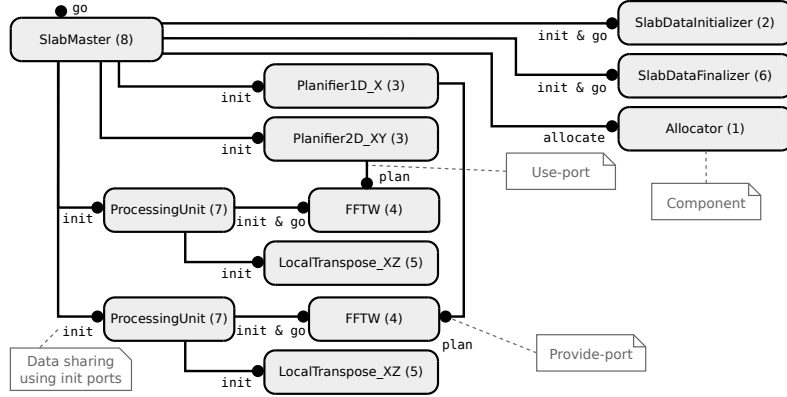 go
SlabMaster (8)
SlabDataInitializer (2)
init & go
SlabDataFinalizer (6)
init & go
Planifier1D_X (3)
init
Allocator (1)
allocate
Planifier2D_XY (3)
init
Use-port
plan
Component
ProcessingUnit (7)
init
FFTW (4)
init & go
LocalTranspose_XZ (5)
init
ProcessingUnit (7)
init
FFTW (4)
init & go
plan
Provide-port
Data sharing
using init ports
LocalTranspose_XZ (5)
init